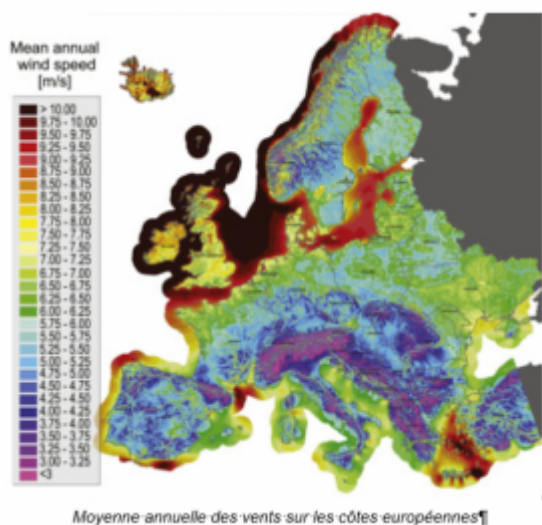 Mean annual
wind speed
[m/s]
> 10.00
9.75 - 10.00
9.50 - 9.75
9.25 - 9.50
9.00 - 9.25
8.75 - 9.00
8.50 - 8.75
8.25 - 8.50
8.00 - 8.25
7.75 - 8.00
7.50 - 7.75
7.25 - 7.50
7.00 - 7.25
6.75 - 7.00
6.50 - 6.75
6.25 - 6.50
6.00 - 6.25
5.75 - 6.00
5.50 - 5.75
5.25 - 5.50
5.00 - 5.25
4.75 - 5.00
4.50 - 4.75
4.25 - 4.50
4.00 - 4.25
3.75 - 4.00
3.50 - 3.75
3.25 - 3.50
3.00 - 3.25
<3
Moyenne·annuelle·des·vents·sur·les·côtes·européennes¶